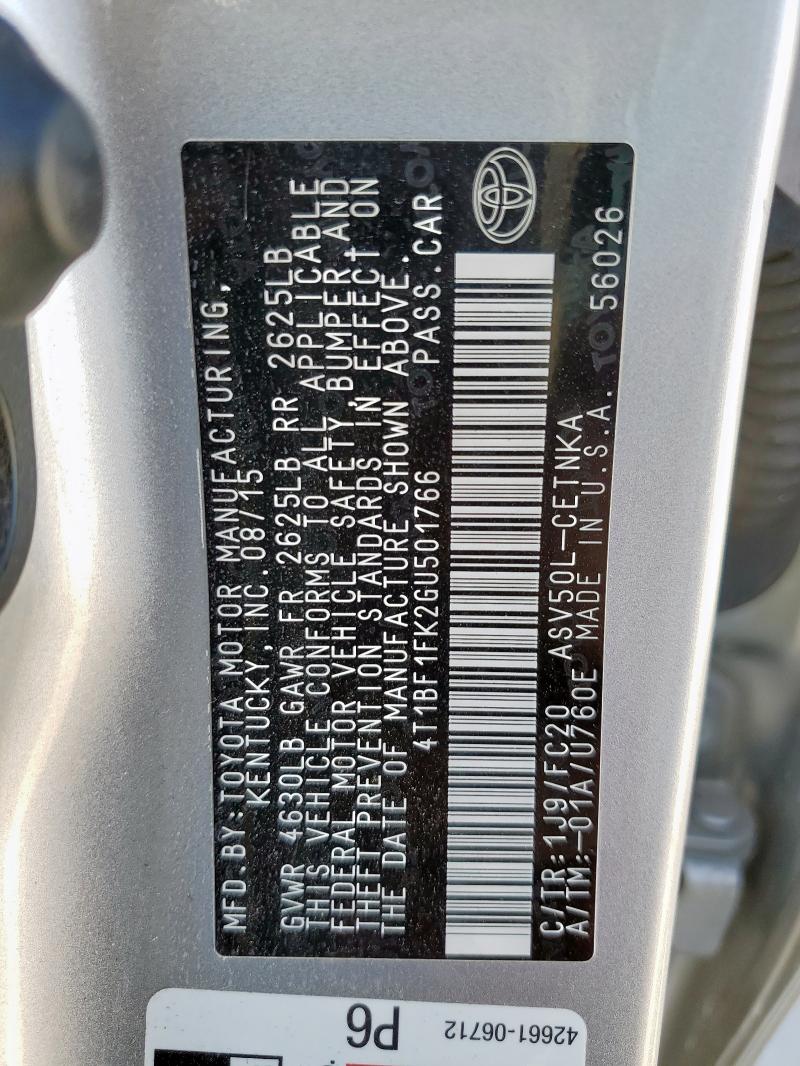 MFD.BY:TOYOTA MOTOR MANUFACTURING,
KENTUCKY, INC. 08/15
GVWR 4630LB GAWR FR 2625LB RR 2625LB
THIS VEHICLE CONFORMS TO ALL APPLICABLE
FEDERAL MOTOR VEHICLE SAFETY, BUMPER, AND
THEFT PREVENTION STANDARDS IN EFFECT ON
THE DATE OF MANUFACTURE SHOWN ABOVE.
4T1BF1FK2GU501766 PASS.CAR
C/TR:1J9/FC20 ASV50L-CETNKA
A/TM:-01A/U760E MADE IN U.S.A. 56026
P6
42661-06712